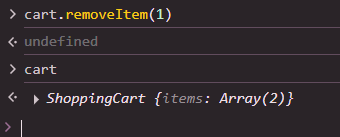 > cart.removeItem(1)
<· undefined
> cart
<· ▶ ShoppingCart {items: Array(2)}
>